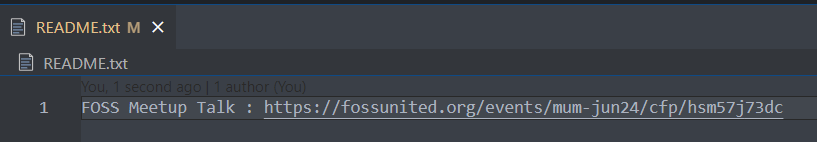 README.txt M
README.txt
You, 1 second ago | 1 author (You)
1 FOSS Meetup Talk : https://fossunited.org/events/mum-jun24/cfp/hsm57j73dc